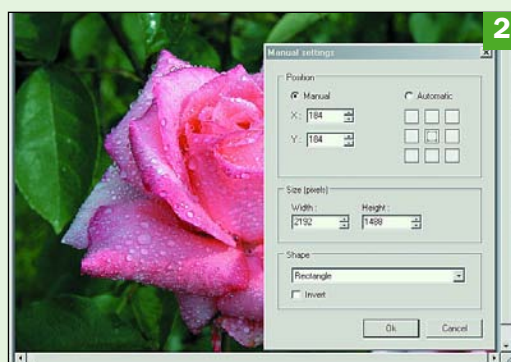 2
Manual settings
Position
Manual
Automatic
X: 184
Y: 184
Size (pixels)
Width:
Height:
2192
1488
Shape
Rectangle
Invert
Ok
Cancel